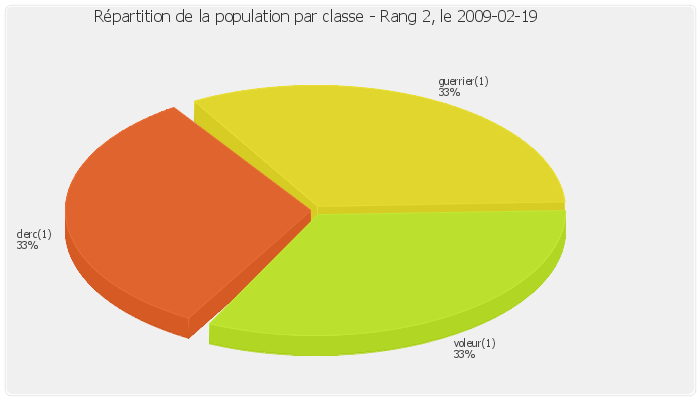 Répartition de la population par classe - Rang 2, le 2009-02-19
guerrier(1)
33%
clerc(1)
33%
voleur(1)
33%